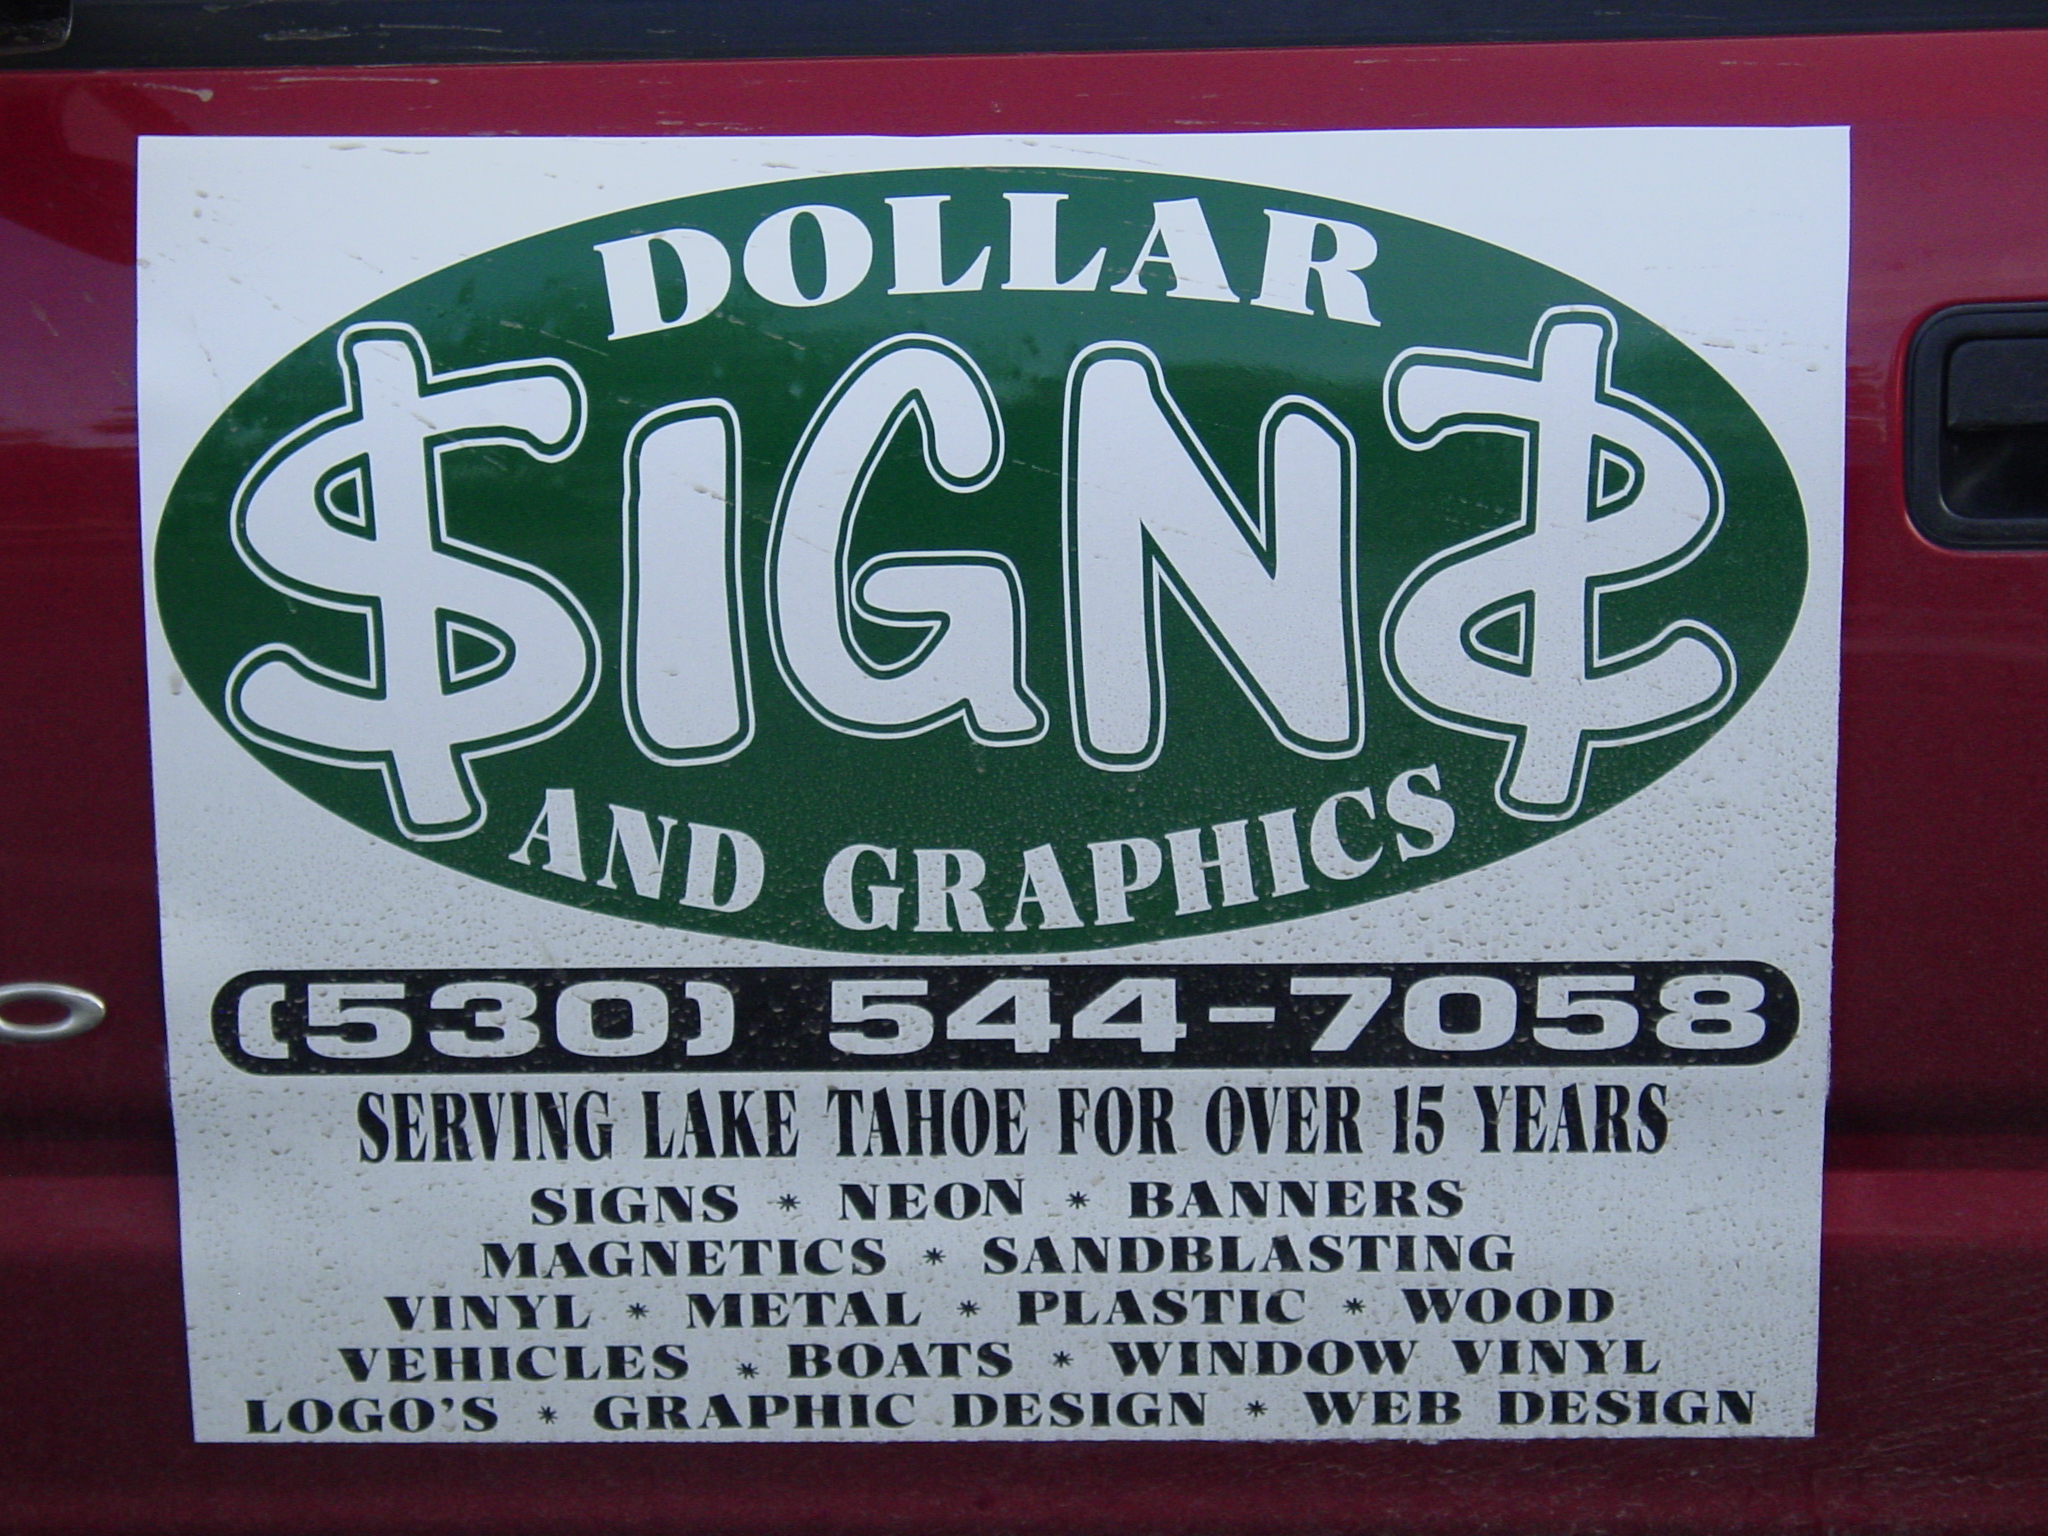 DOLLAR
$IGN$
AND GRAPHICS
(530) 544-7058
SERVING LAKE TAHOE FOR OVER 15 YEARS
SIGNS * NEON * BANNERS
MAGNETICS * SANDBLASTING
VINYL * METAL * PLASTIC * WOOD
VEHICLES * BOATS * WINDOW VINYL
LOGO'S * GRAPHIC DESIGN * WEB DESIGN